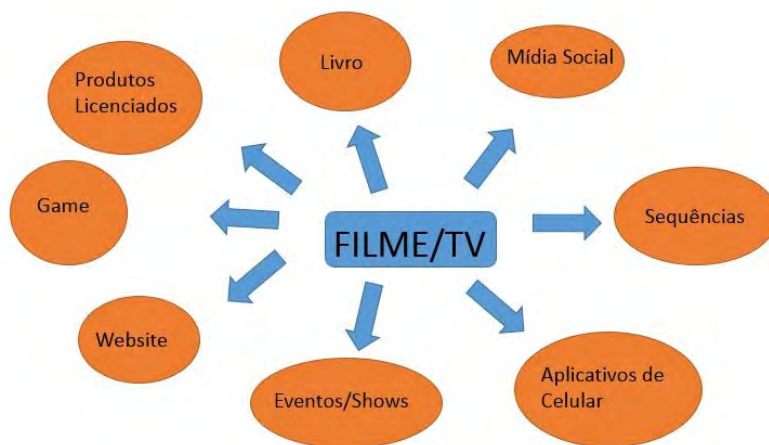 Livro
Mídia Social
Produtos
Licenciados
Game
FILME/TV
Sequências
Website
Eventos/Shows
Aplicativos de
Celular